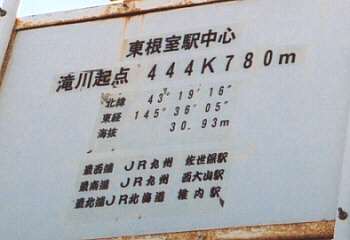 東根室駅中心
滝川起点 444K780m
北緯 43°19′16″
東経 145°36′05″
海抜 30.93m
最西端 JR九州 佐世保駅
最南端 JR九州 西大山駅
最北端 JR北海道 稚内駅